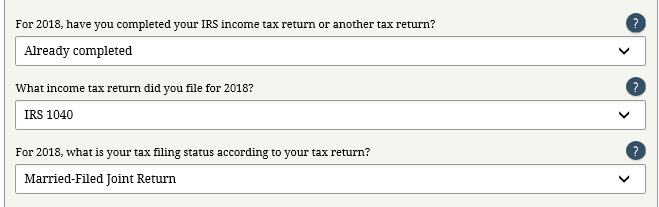 For 2018, have you completed your IRS income tax return or another tax return?
?
Already completed
What income tax return did you file for 2018?
?
IRS 1040
For 2018, what is your tax filing status according to your tax return?
?
Married-Filed Joint Return